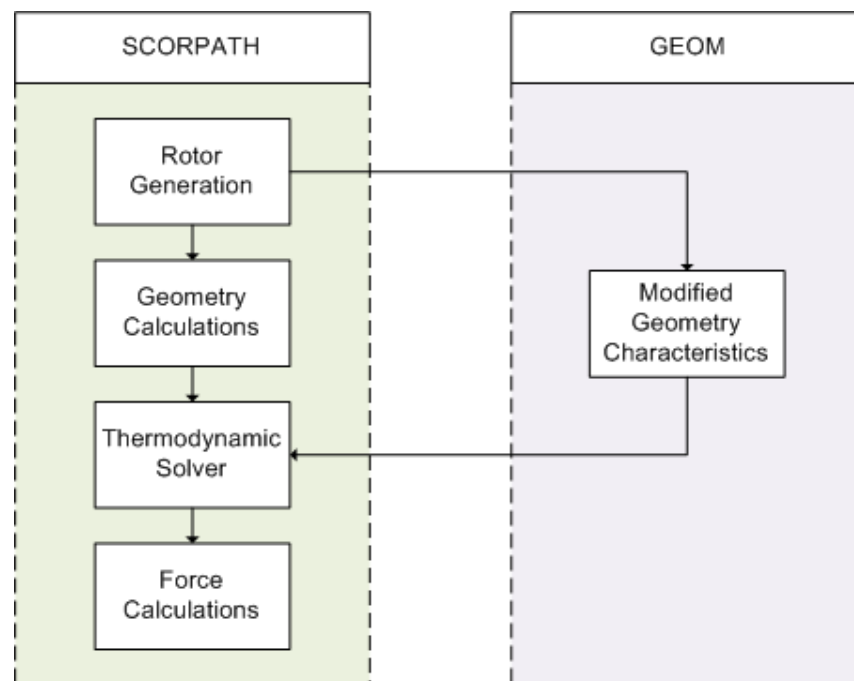 SCORPATH
GEOM
Rotor
Generation
Geometry
Calculations
Modified
Geometry
Characteristics
Thermodynamic
Solver
Force
Calculations